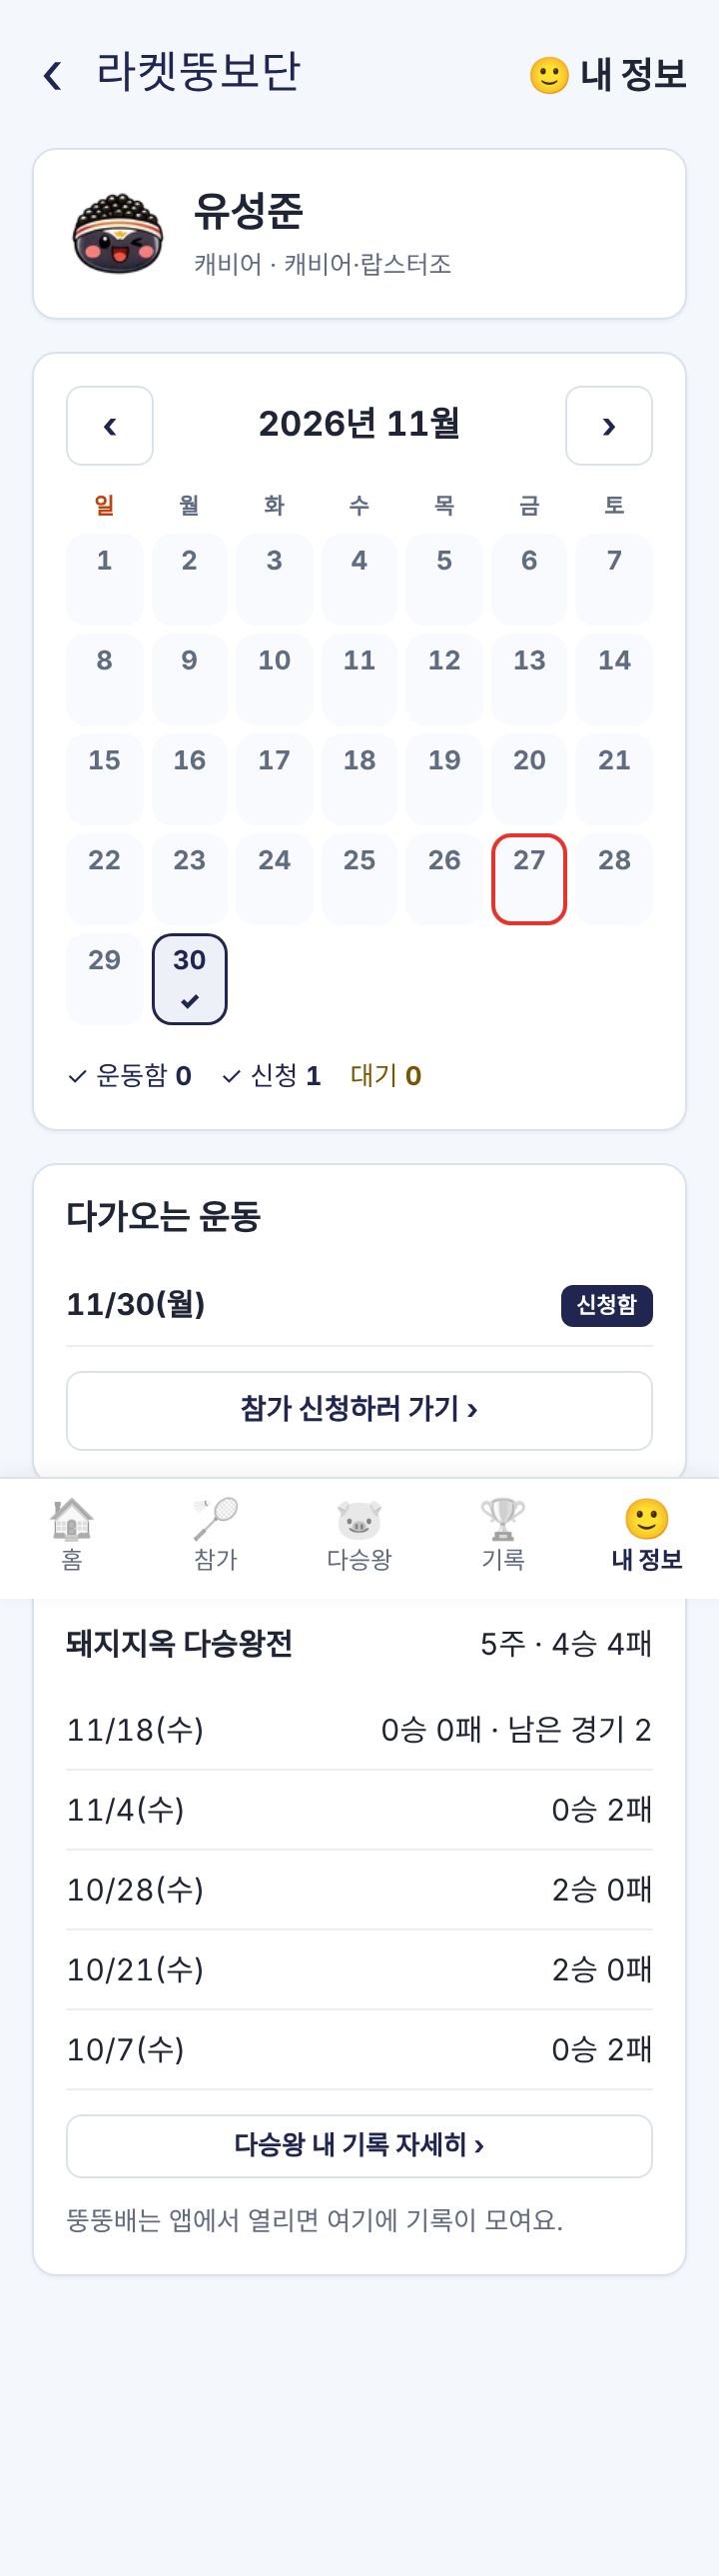 ‹ 라켓뚱보단 🙂 내 정보
유성준
캐비어 · 캐비어·랍스터조
‹ 2026년 11월 ›
일 월 화 수 목 금 토
1 2 3 4 5 6 7
8 9 10 11 12 13 14
15 16 17 18 19 20 21
22 23 24 25 26 27 28
29 30
✓
✓ 운동함 0 ✓ 신청 1 대기 0
다가오는 운동
11/30(월) 신청함
참가 신청하러 가기 ›
홈 참가 다승왕 기록 내 정보
돼지지옥 다승왕전 5주 · 4승 4패
11/18(수) 0승 0패 · 남은 경기 2
11/4(수) 0승 2패
10/28(수) 2승 0패
10/21(수) 2승 0패
10/7(수) 0승 2패
다승왕 내 기록 자세히 ›
뚱뚱배는 앱에서 열리면 여기에 기록이 모여요.